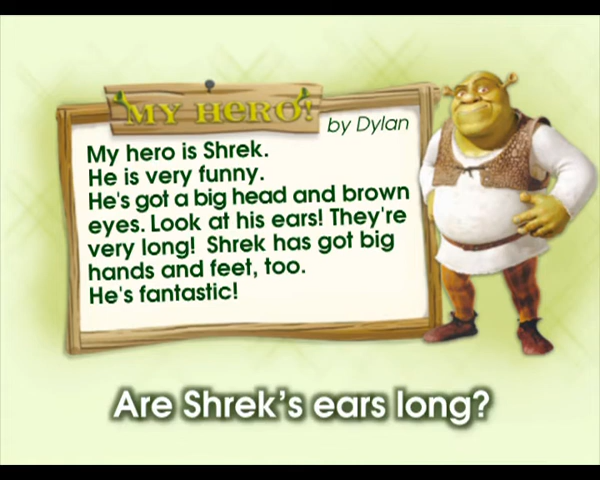 MY HERO!
by Dylan
My hero is Shrek.
He is very funny.
He's got a big head and brown
eyes. Look at his ears! They're
very long! Shrek has got big
hands and feet, too.
He's fantastic!
Are Shrek's ears long?